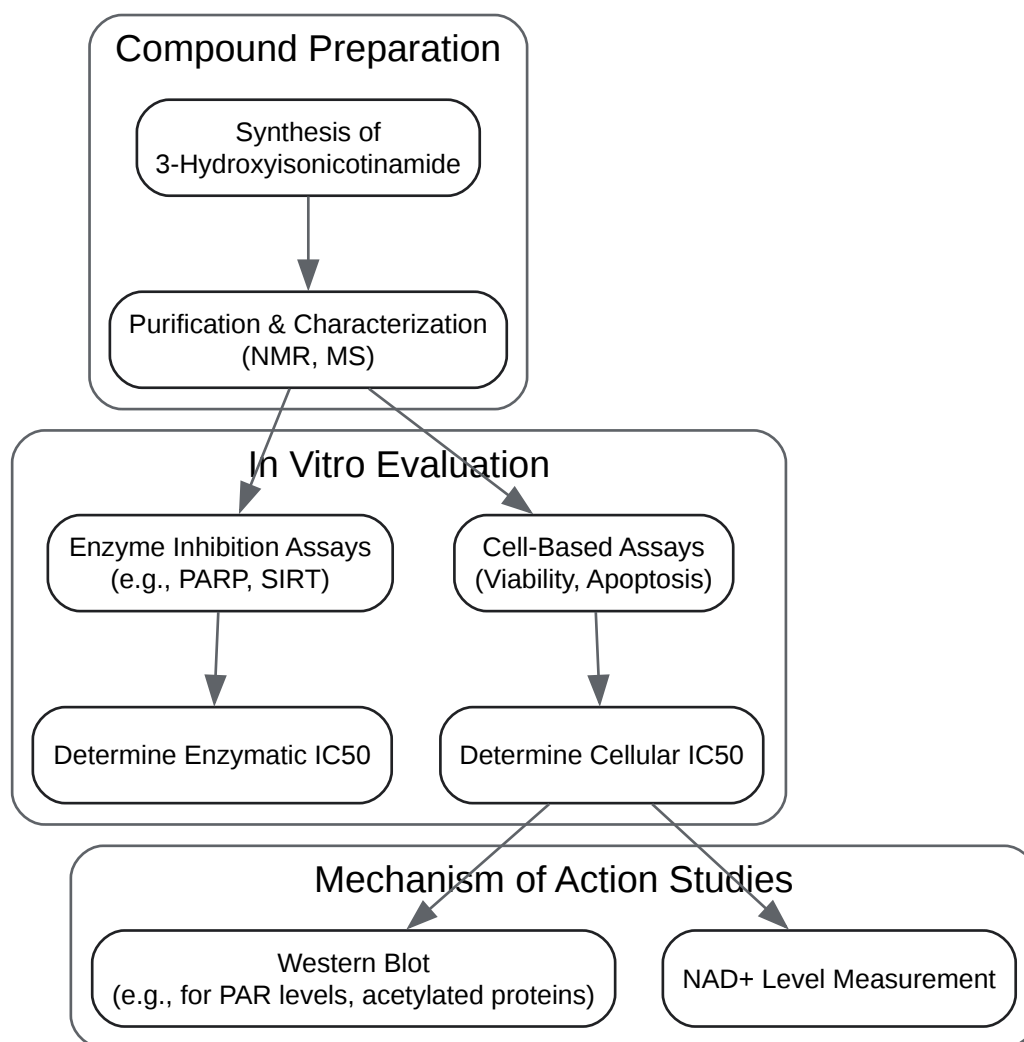 Compound Preparation
Synthesis of
3-Hydroxyisonicotinamide
Purification & Characterization
(NMR, MS)
In Vitro Evaluation
Enzyme Inhibition Assays
(e.g., PARP, SIRT)
Cell-Based Assays
(Viability, Apoptosis)
Determine Enzymatic IC50
Determine Cellular IC50
Mechanism of Action Studies
Western Blot
(e.g., for PAR levels, acetylated proteins)
NAD+ Level Measurement